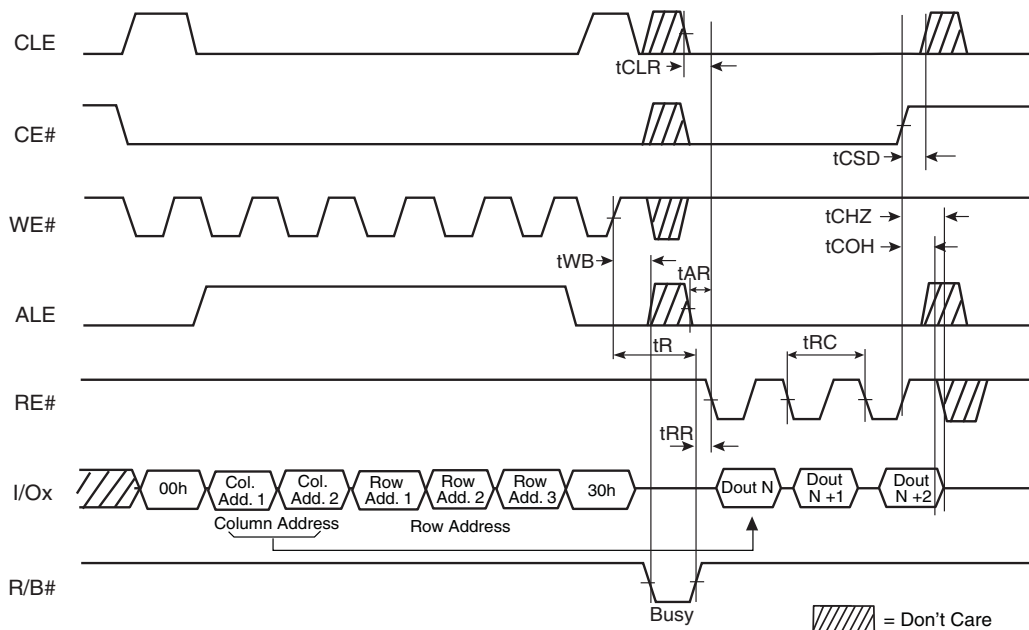 CLE
tCLR
CE#
tCSD
WE#
tCHZ
tCOH
tWB
tAR
ALE
tR
tRC
RE#
tRR
I/Ox
00h
Col.
Add. 1
Col.
Add. 2
Row
Add. 1
Row
Add. 2
Row
Add. 3
30h
Dout N
Dout
N +1
Dout
N +2
Column Address
Row Address
R/B#
Busy
= Don't Care